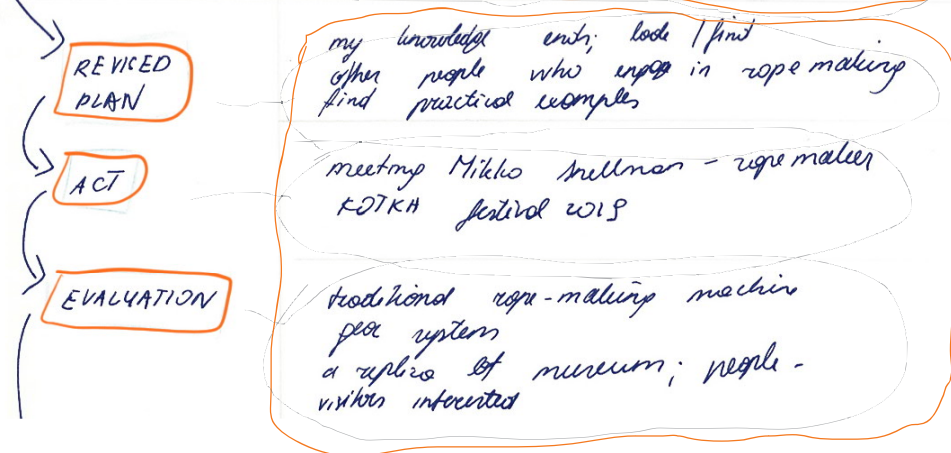 REVICED
PLAN
my knowledge ends; look / find
other people who engage in rope making
find practical examples
ACT
meeting Mikko Snellman - rope maker
KOTKA festival 2019
EVALUATION
traditional rope-making machine
gear system
a replica of museum; people -
visitors interested